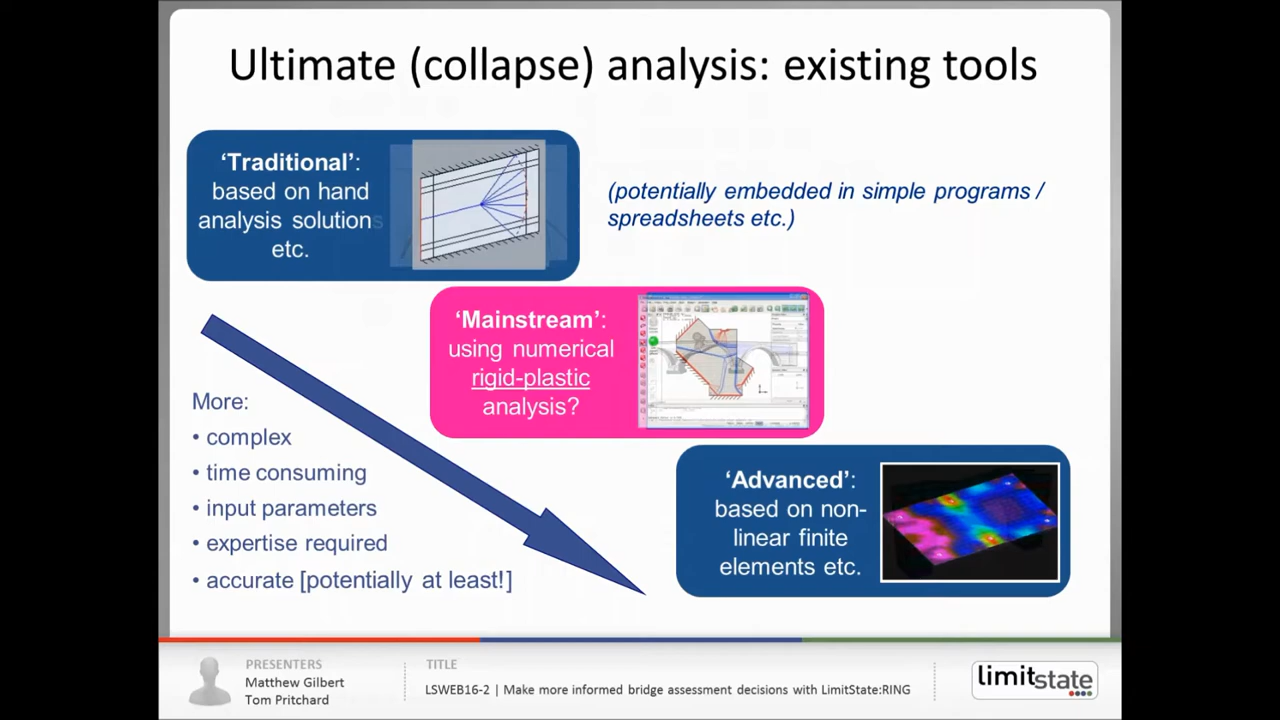 Ultimate (collapse) analysis: existing tools
‘Traditional’:
based on hand
analysis solutions
etc.
(potentially embedded in simple programs /
spreadsheets etc.)
‘Mainstream’:
using numerical
rigid-plastic
analysis?
More:
• complex
• time consuming
• input parameters
• expertise required
• accurate [potentially at least!]
‘Advanced’:
based on non-
linear finite
elements etc.
PRESENTERS
Matthew Gilbert
Tom Pritchard
TITLE
LSWEB16-2 | Make more informed bridge assessment decisions with LimitState:RING
limitstate